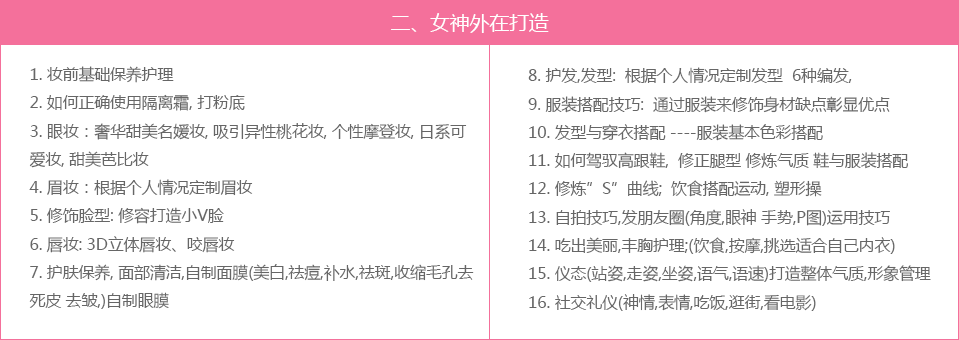 二、女神外在打造
1. 妆前基础保养护理
2. 如何正确使用隔离霜, 打粉底
3. 眼妆：奢华甜美名媛妆, 吸引异性桃花妆, 个性摩登妆, 日系可
爱妆, 甜美芭比妆
4. 眉妆：根据个人情况定制眉妆
5. 修饰脸型: 修容打造小V脸
6. 唇妆: 3D立体唇妆、咬唇妆
7. 护肤保养, 面部清洁,自制面膜(美白,祛痘,补水,祛斑,收缩毛孔去
死皮 去皱,)自制眼膜
8. 护发,发型:  根据个人情况定制发型  6种编发,
9. 服装搭配技巧:  通过服装来修饰身材缺点彰显优点
10. 发型与穿衣搭配 ----服装基本色彩搭配
11. 如何驾驭高跟鞋,  修正腿型 修炼气质 鞋与服装搭配
12. 修炼”S”曲线;  饮食搭配运动, 塑形操
13. 自拍技巧,发朋友圈(角度,眼神 手势,P图)运用技巧
14. 吃出美丽,丰胸护理;(饮食,按摩,挑选适合自己内衣)
15. 仪态(站姿,走姿,坐姿,语气,语速)打造整体气质,形象管理
16. 社交礼仪(神情,表情,吃饭,逛街,看电影)